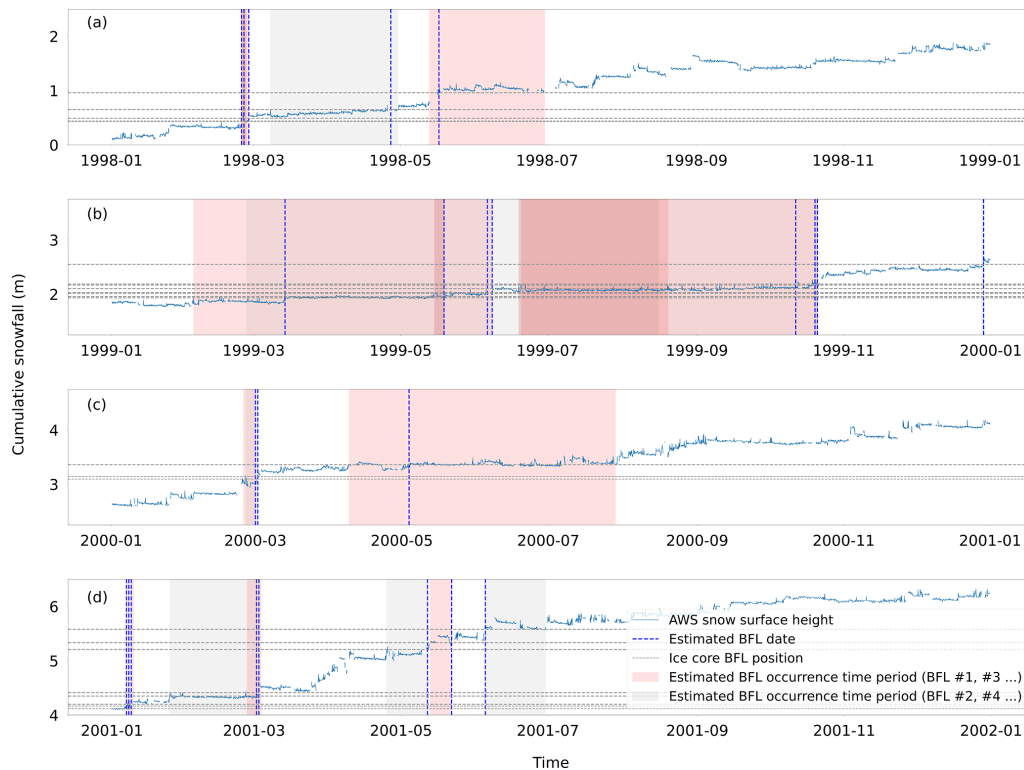 (a)
2
1
0
1998-01 1998-03 1998-05 1998-07 1998-09 1998-11 1999-01
(b)
3
2
1999-01 1999-03 1999-05 1999-07 1999-09 1999-11 2000-01
Cumulative snowfall (m)
(c)
4
3
2000-01 2000-03 2000-05 2000-07 2000-09 2000-11 2001-01
(d)
6
5
4
AWS snow surface height
Estimated BFL date
Ice core BFL position
Estimated BFL occurrence time period (BFL #1, #3 ...)
Estimated BFL occurrence time period (BFL #2, #4 ...)
2001-01 2001-03 2001-05 2001-07 2001-09 2001-11 2002-01
Time